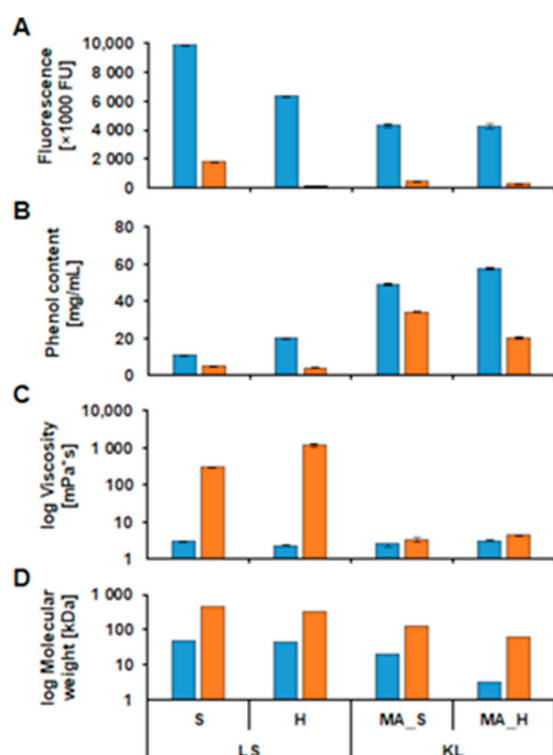 A
Fluorescence
[×1000 FU]
10,000
8 000
6 000
4 000
2 000
0
B
Phenol content
[mg/mL]
80
60
40
20
0
C
log Viscosity
[mPa*s]
10,000
1 000
100
10
1
D
log Molecular
weight [kDa]
1 000
100
10
1
S H MA_S MA_H
LS KL